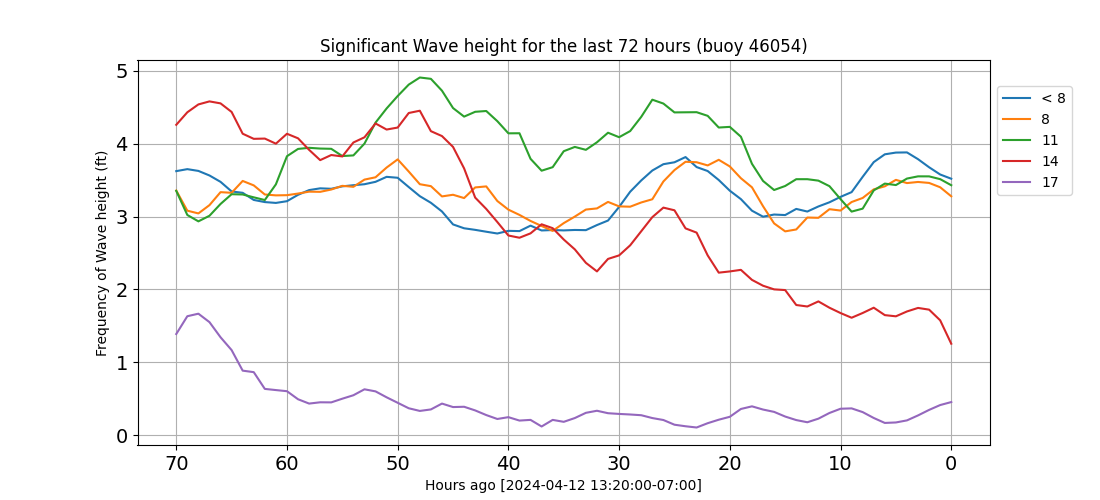 Significant Wave height for the last 72 hours (buoy 46054)
Frequency of Wave height (ft)
5
4
3
2
1
0
70 60 50 40 30 20 10 0
Hours ago [2024-04-12 13:20:00-07:00]
< 8
8
11
14
17